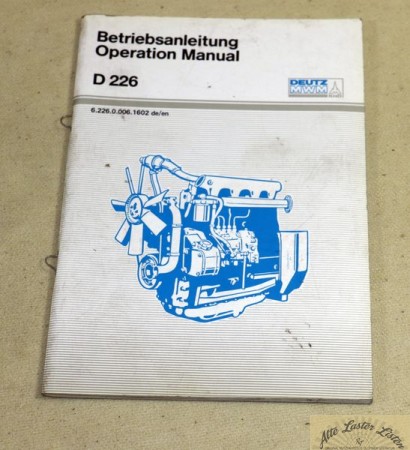 Betriebsanleitung
Operation Manual
D 226
DEUTZ
MWM
6.226.0.006.1602 de/en
Alte Laster Listen